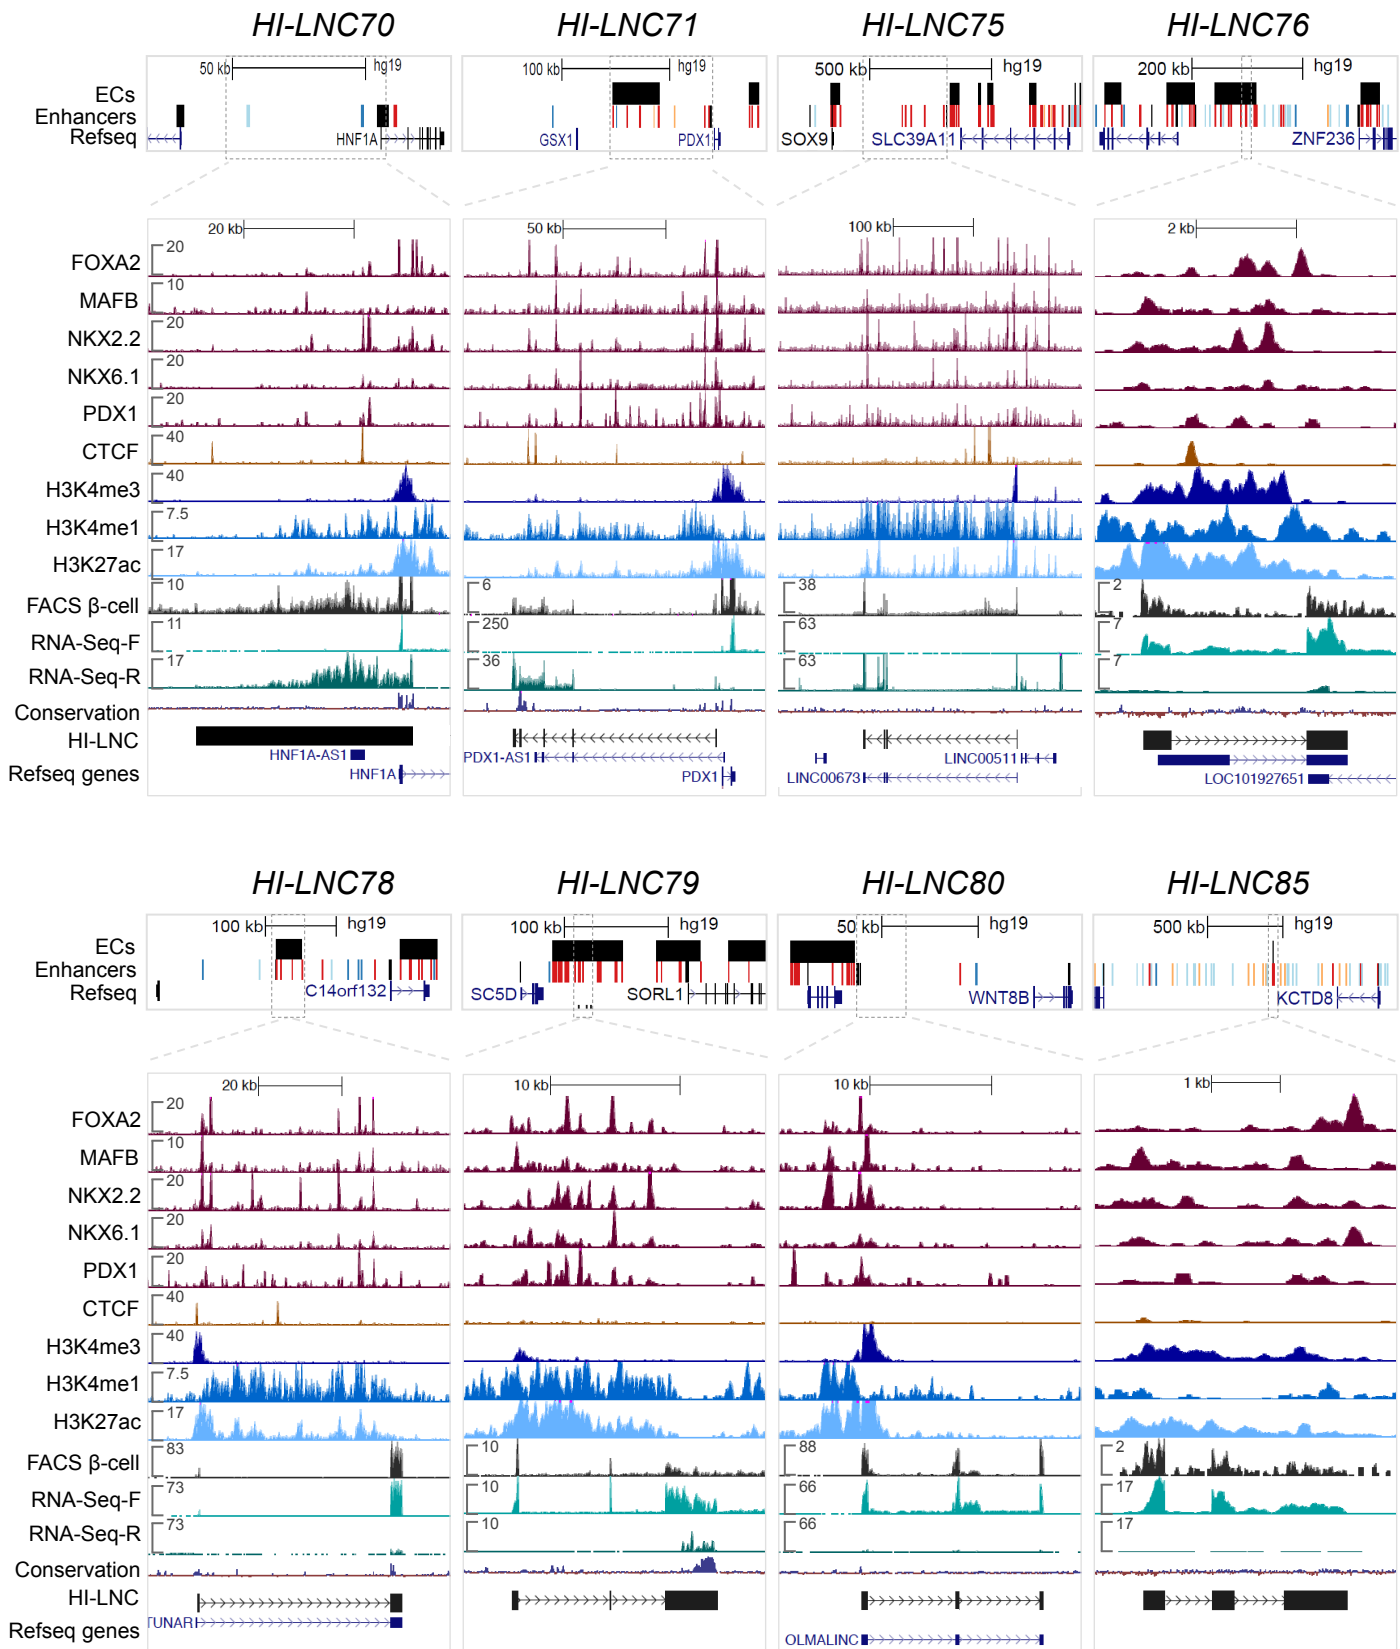 HI-LNC70 HI-LNC71 HI-LNC75 HI-LNC76
50 kb hg19 100 kb hg19 500 kb hg19 200 kb hg19
ECs
Enhancers
Refseq HNF1A GSX1 PDX1 SOX9 SLC39A11 ZNF236
20 kb 50 kb 100 kb 2 kb
FOXA2 20
MAFB 10
NKX2.2 20
NKX6.1 20
PDX1 20
CTCF 40
H3K4me3 40
H3K4me1 7.5
H3K27ac 17
FACS β-cell 10 6 38 2
RNA-Seq-F 11 250 63 7
RNA-Seq-R 17 36 63 7
Conservation
HI-LNC
HNF1A-AS1 PDX1-AS1 LINC00511
Refseq genes HNF1A PDX1 LINC00673 LOC101927651
HI-LNC78 HI-LNC79 HI-LNC80 HI-LNC85
100 kb hg19 100 kb hg19 50 kb hg19 500 kb hg19
ECs
Enhancers
Refseq C14orf132 SC5D SORL1 WNT8B KCTD8
20 kb 10 kb 10 kb 1 kb
FOXA2 20
MAFB 10
NKX2.2 20
NKX6.1 20
PDX1 20
CTCF 40
H3K4me3 40
H3K4me1 7.5
H3K27ac 17
FACS β-cell 83 10 88 2
RNA-Seq-F 73 10 66 17
RNA-Seq-R 73 10 66 17
Conservation
HI-LNC
Refseq genes TUNAR OLMALINC